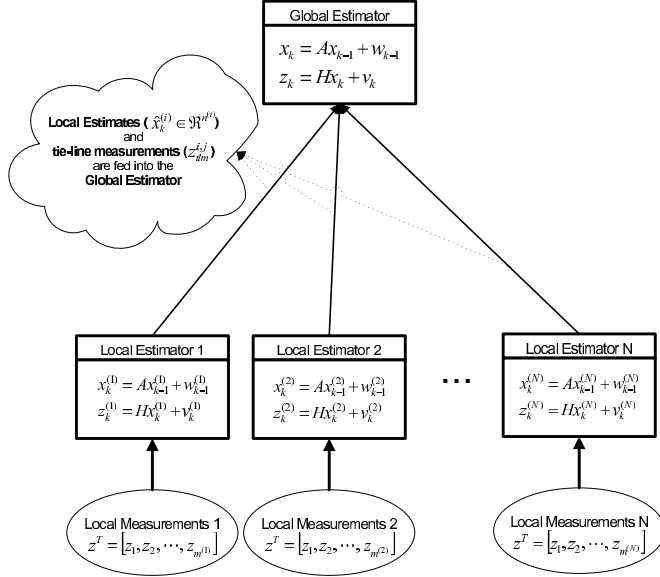 Global Estimator
x_k = Ax_{k-1} + w_{k-1}
z_k = Hx_k + v_k
Local Estimates ( x̂_k^{(i)} ∈ ℜ^{n^{(i)}})
and
tie-line measurements (z_{tlm}^{i,j})
are fed into the
Global Estimator
Local Estimator 1
x_k^{(1)} = Ax_{k-1}^{(1)} + w_{k-1}^{(1)}
z_k^{(1)} = Hx_k^{(1)} + v_k^{(1)}
Local Estimator 2
x_k^{(2)} = Ax_{k-1}^{(2)} + w_{k-1}^{(2)}
z_k^{(2)} = Hx_k^{(2)} + v_k^{(2)}
...
Local Estimator N
x_k^{(N)} = Ax_{k-1}^{(N)} + w_{k-1}^{(N)}
z_k^{(N)} = Hx_k^{(N)} + v_k^{(N)}
Local Measurements 1
z^T = [z_1, z_2, ⋯, z_{m^{(1)}}]
Local Measurements 2
z^T = [z_1, z_2, ⋯, z_{m^{(2)}}]
Local Measurements N
z^T = [z_1, z_2, ⋯, z_{m^{(N)}}]